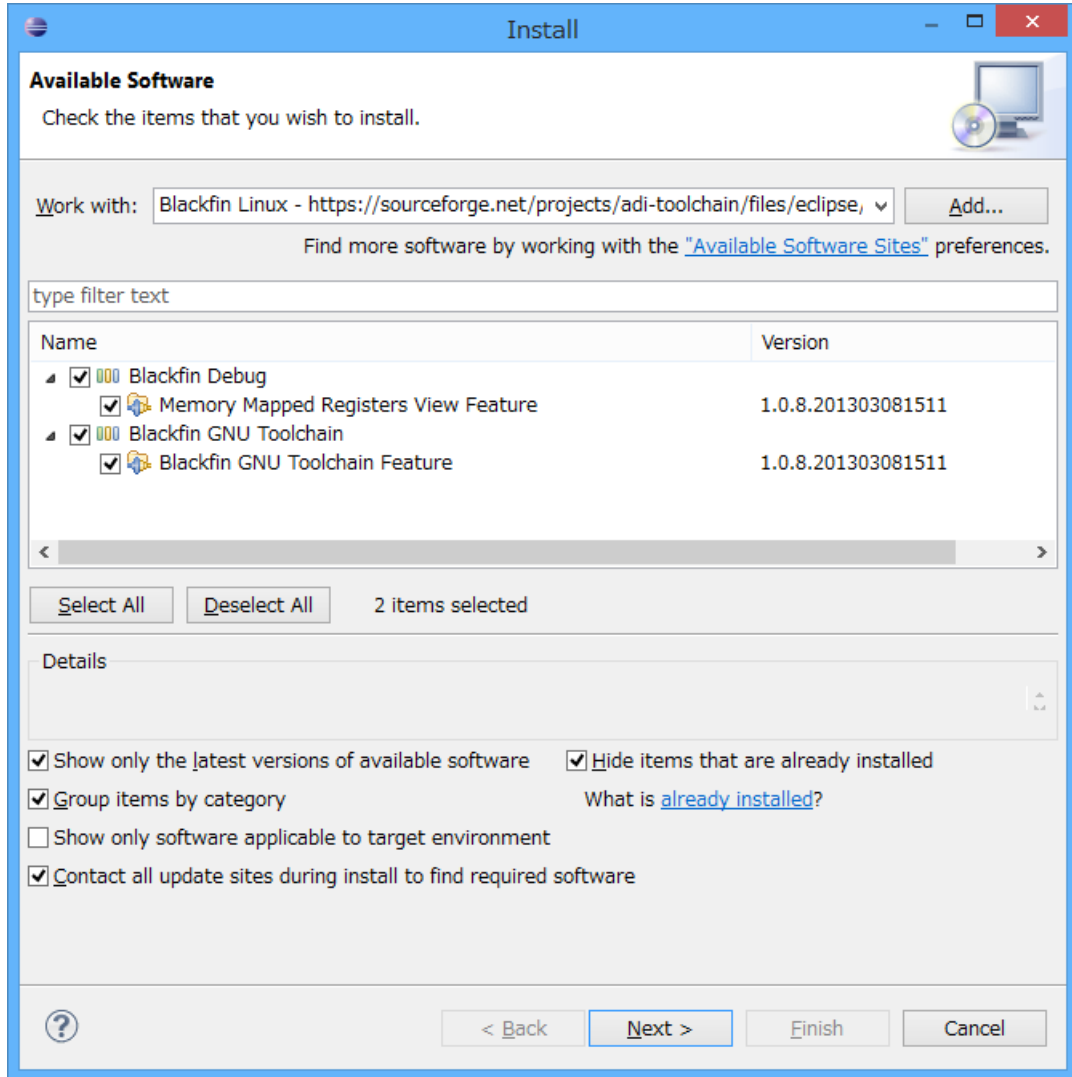 Install
Available Software
Check the items that you wish to install.
Work with: Blackfin Linux - https://sourceforge.net/projects/adi-toolchain/files/eclipse/ Add...
Find more software by working with the "Available Software Sites" preferences.
type filter text
Name Version
Blackfin Debug
Memory Mapped Registers View Feature 1.0.8.201303081511
Blackfin GNU Toolchain
Blackfin GNU Toolchain Feature 1.0.8.201303081511
Select All Deselect All 2 items selected
Details
Show only the latest versions of available software Hide items that are already installed
Group items by category What is already installed?
Show only software applicable to target environment
Contact all update sites during install to find required software
? < Back Next > Finish Cancel